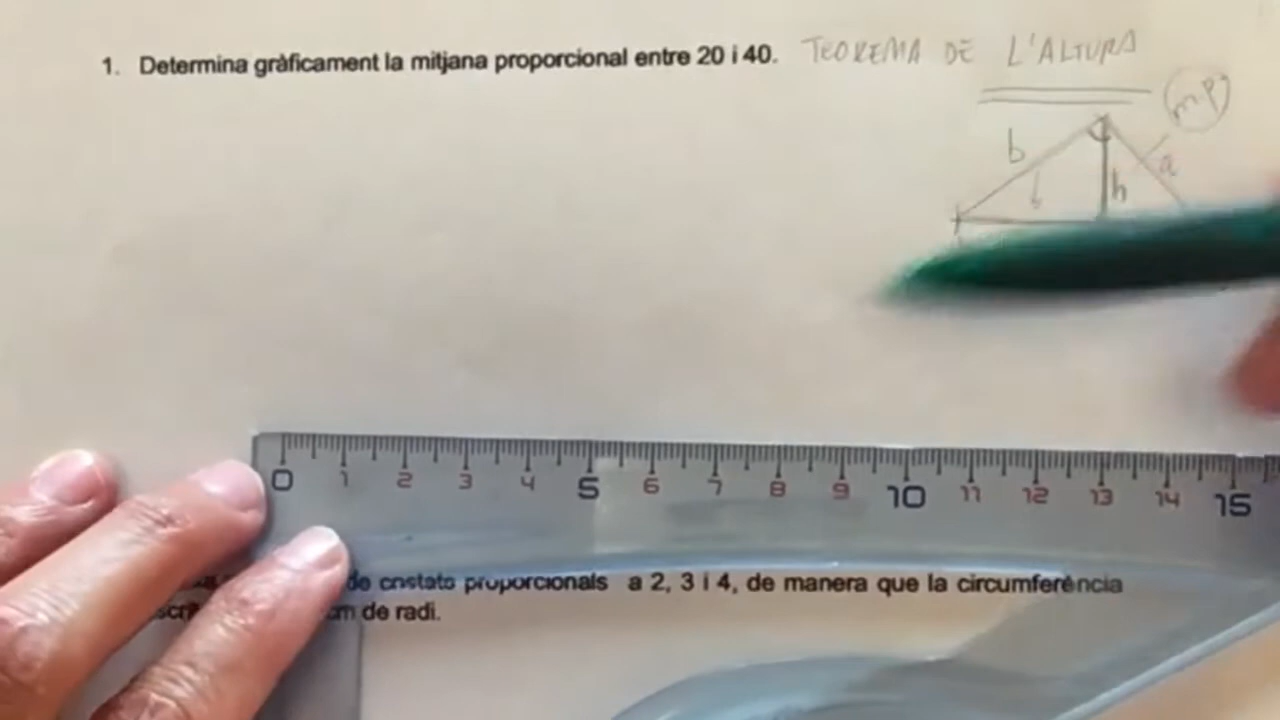 1. Determina gràficament la mitjana proporcional entre 20 i 40. TEOREMA DE L'ALTURA
mp
b
a
h
0 1 2 3 4 5 6 7 8 9 10 11 12 13 14 15
de costats proporcionals a 2, 3 i 4, de manera que la circumferència
cm de radi.